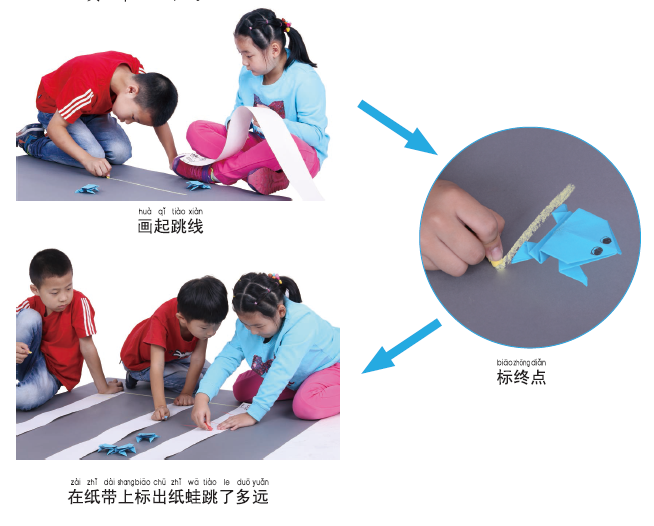 huà qǐ tiào xiàn
画起跳线
biāo zhōng diǎn
标终点
zài zhǐ dài shang biāo chū zhǐ wā tiào le duō yuǎn
在纸带上标出纸蛙跳了多远